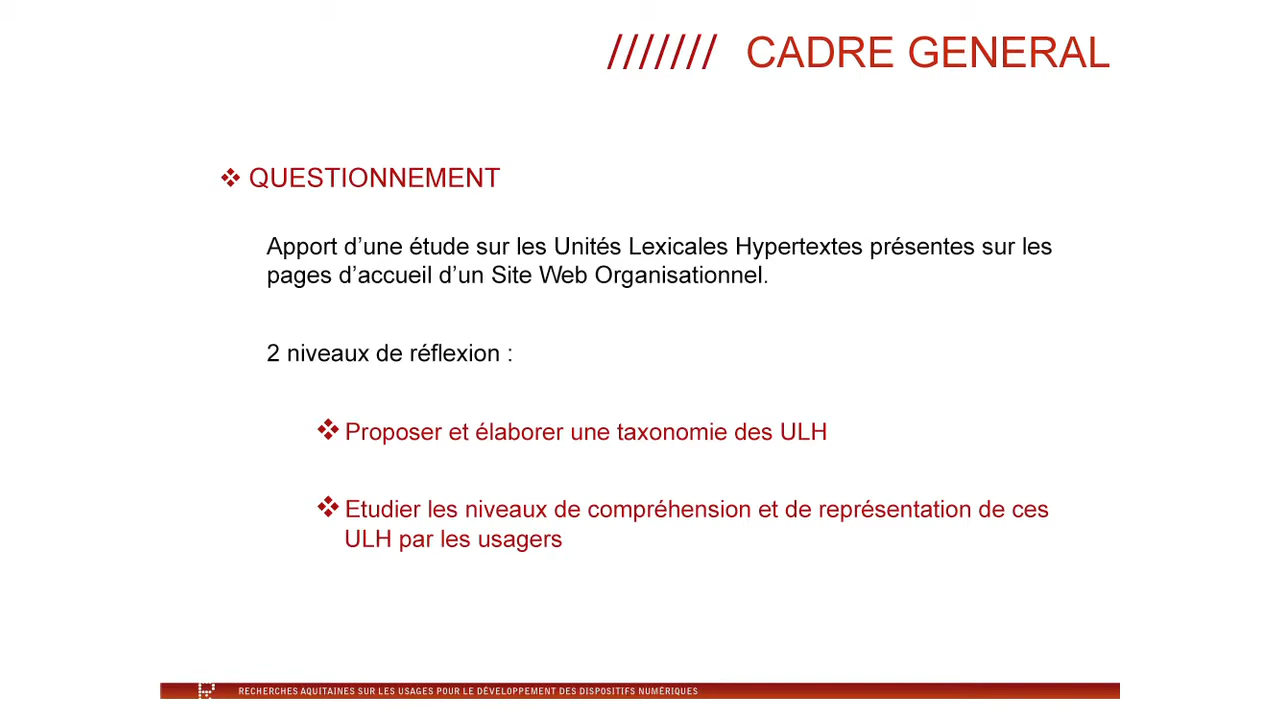 /////// CADRE GENERAL
❖ QUESTIONNEMENT
Apport d’une étude sur les Unités Lexicales Hypertextes présentes sur les
pages d’accueil d’un Site Web Organisationnel.
2 niveaux de réflexion :
❖ Proposer et élaborer une taxonomie des ULH
❖ Etudier les niveaux de compréhension et de représentation de ces
ULH par les usagers
RECHERCHES AQUITAINES SUR LES USAGES POUR LE DÉVELOPPEMENT DES DISPOSITIFS NUMÉRIQUES